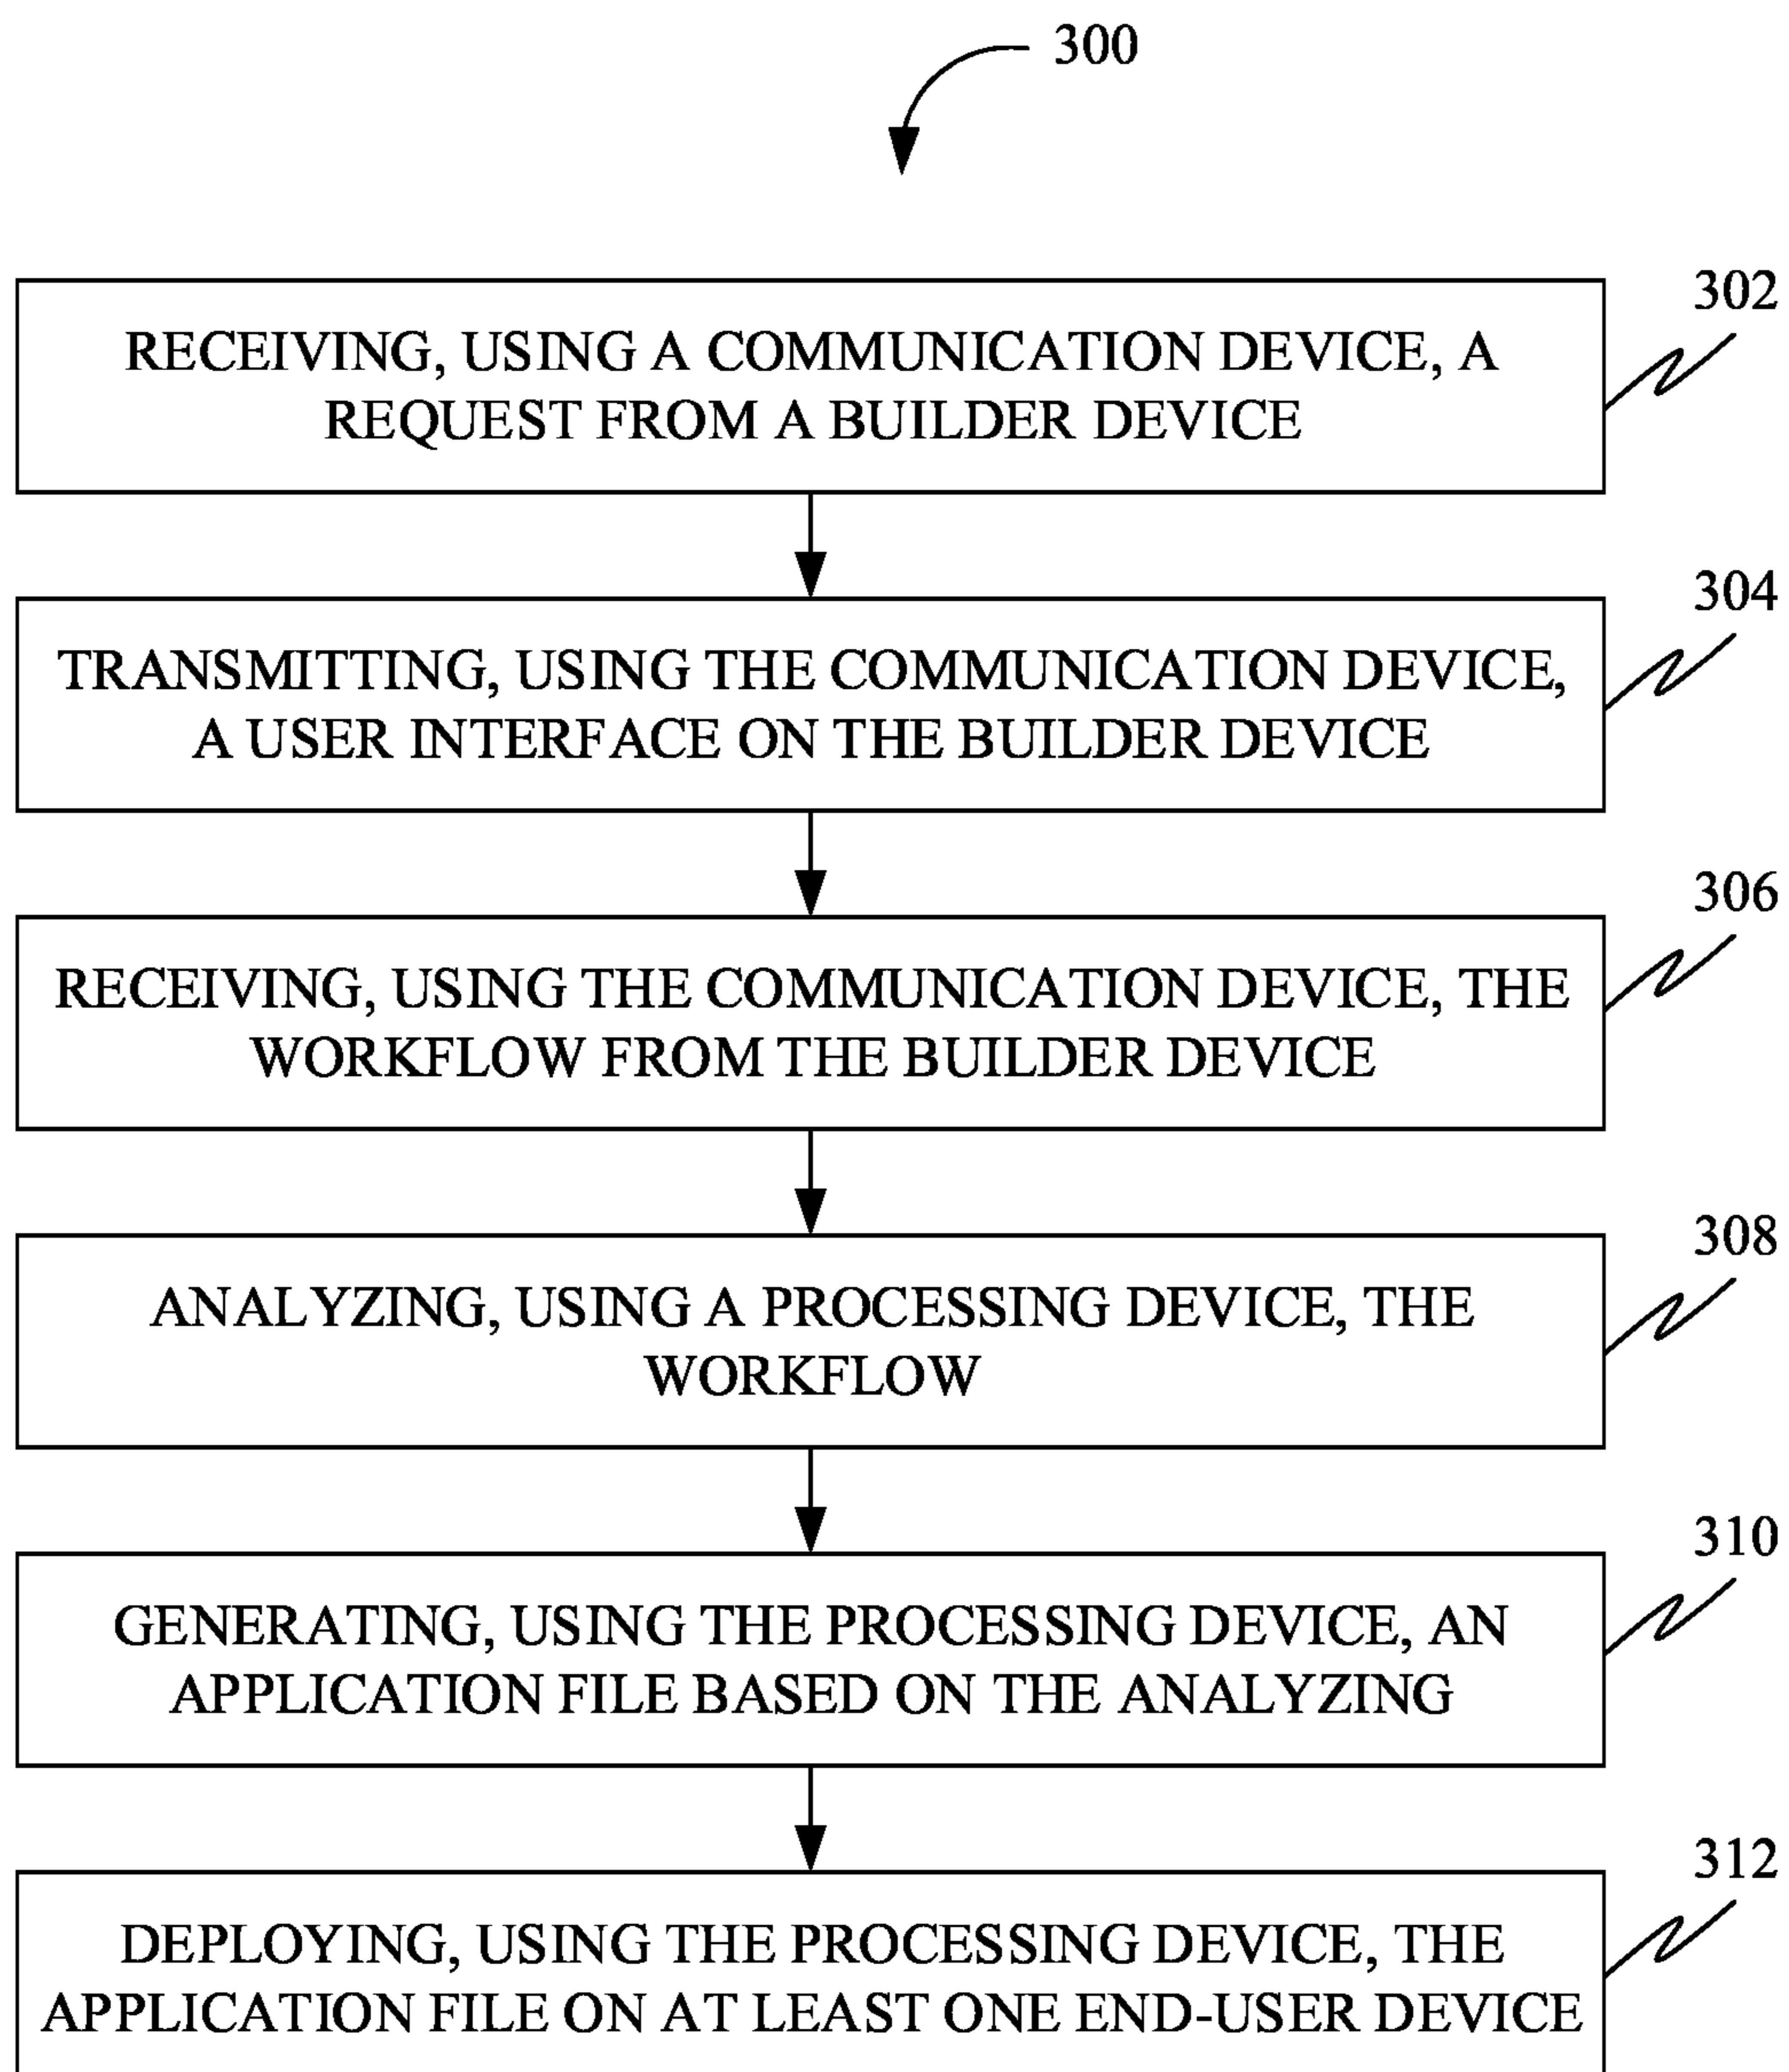 300
302
RECEIVING, USING A COMMUNICATION DEVICE, A
REQUEST FROM A BUILDER DEVICE
304
TRANSMITTING, USING THE COMMUNICATION DEVICE,
A USER INTERFACE ON THE BUILDER DEVICE
306
RECEIVING, USING THE COMMUNICATION DEVICE, THE
WORKFLOW FROM THE BUILDER DEVICE
308
ANALYZING, USING A PROCESSING DEVICE, THE
WORKFLOW
310
GENERATING, USING THE PROCESSING DEVICE, AN
APPLICATION FILE BASED ON THE ANALYZING
312
DEPLOYING, USING THE PROCESSING DEVICE, THE
APPLICATION FILE ON AT LEAST ONE END-USER DEVICE